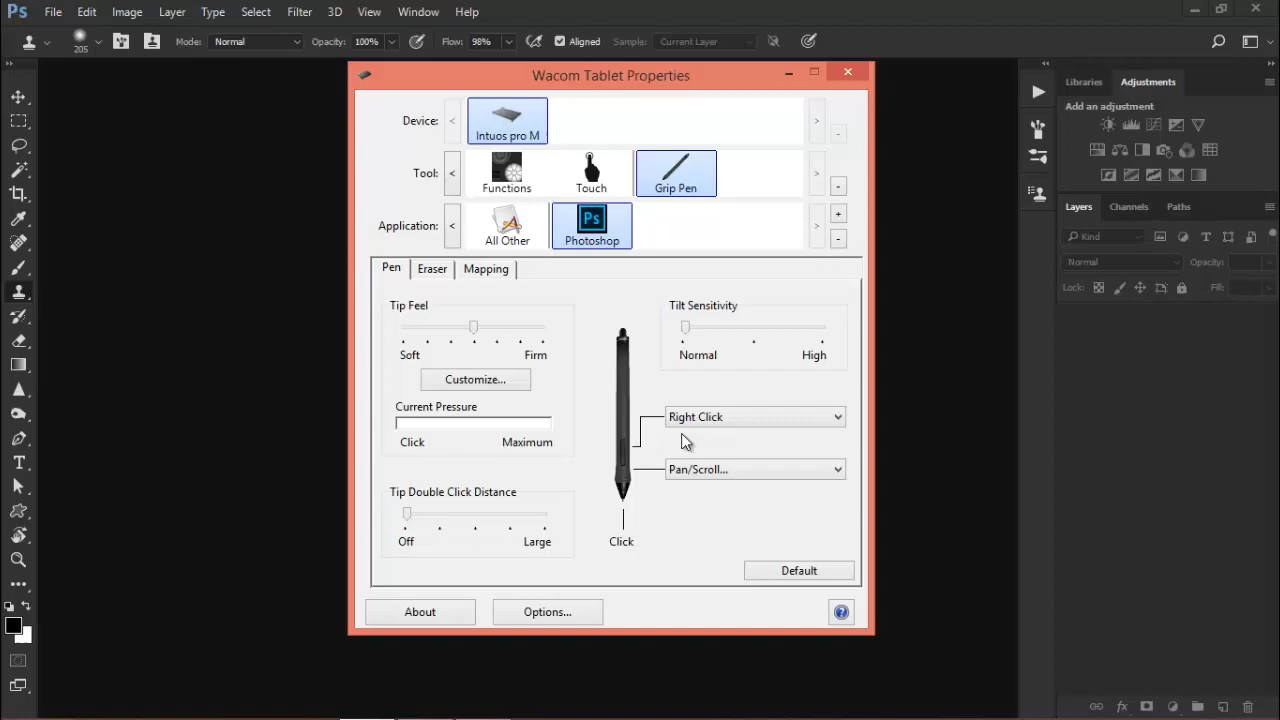 Ps File Edit Image Layer Type Select Filter 3D View Window Help
205 Mode: Normal Opacity: 100% Flow: 98% Aligned Sample: Current Layer
Wacom Tablet Properties
Device: Intuos pro M
Tool: Functions Touch Grip Pen
Application: All Other Ps Photoshop
Pen Eraser Mapping
Tip Feel
Soft Firm
Customize...
Current Pressure
Click Maximum
Tip Double Click Distance
Off Large
Click
Tilt Sensitivity
Normal High
Right Click
Pan/Scroll...
Default
About Options...
Libraries Adjustments
Add an adjustment
Layers Channels Paths
Kind
Normal Opacity:
Lock: Fill: